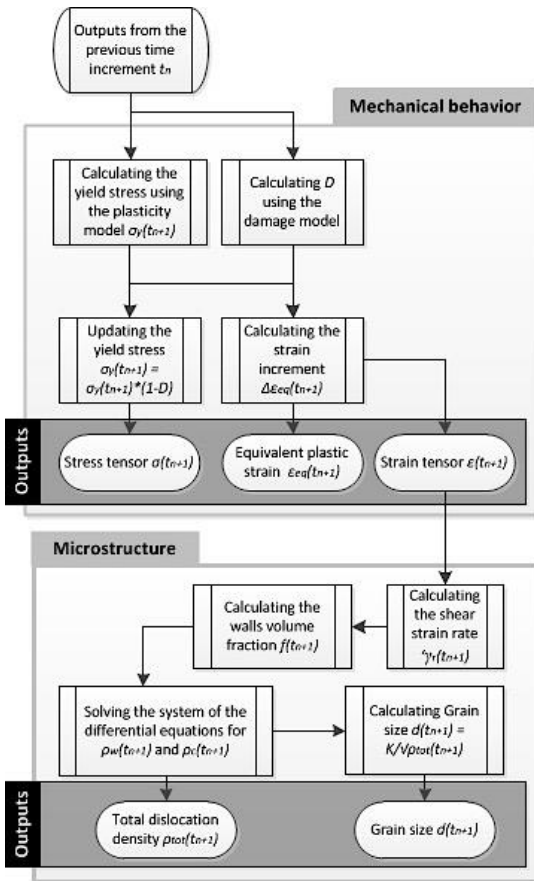 Outputs from
the previous time
increment tn
Mechanical behavior
Calculating the
yield stress using
the plasticity
model σy(tn+1)
Calculating D
using the
damage model
Updating the
yield stress
σy(tn+1) =
σy(tn+1)*(1-D)
Calculating the
strain
increment
Δεeq(tn+1)
Outputs
Stress tensor σ(tn+1)
Equivalent plastic
strain εeq(tn+1)
Strain tensor ε(tn+1)
Microstructure
Calculating the
walls volume
fraction f(tn+1)
Calculating
the shear
strain rate
'γr(tn+1)
Solving the system of the
differential equations for
ρw(tn+1) and ρc(tn+1)
Calculating Grain
size d(tn+1) =
K/√ρtot(tn+1)
Outputs
Total dislocation
density ρtot(tn+1)
Grain size d(tn+1)